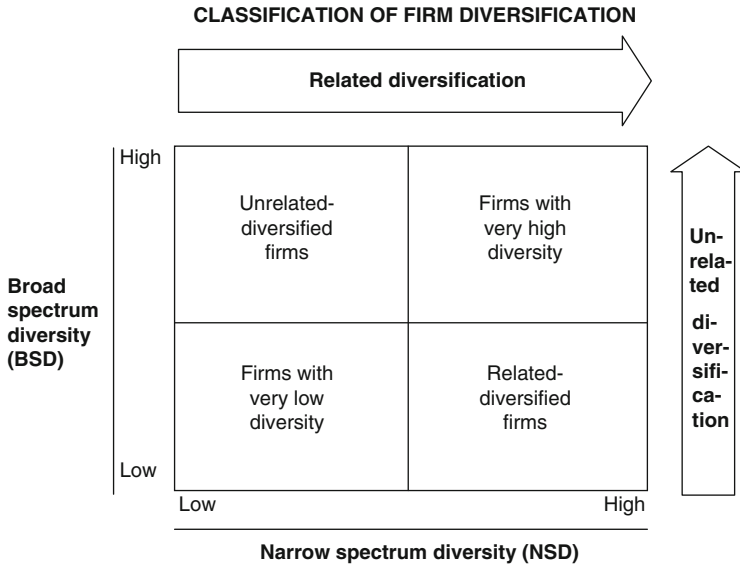 CLASSIFICATION OF FIRM DIVERSIFICATION
Related diversification
High
Unrelated-
diversified
firms
Firms with
very high
diversity
Broad
spectrum
diversity
(BSD)
Firms with
very low
diversity
Related-
diversified
firms
Low
Low
High
Narrow spectrum diversity (NSD)
Un-
rela-
ted
di-
ver-
sifi-
ca-
tion